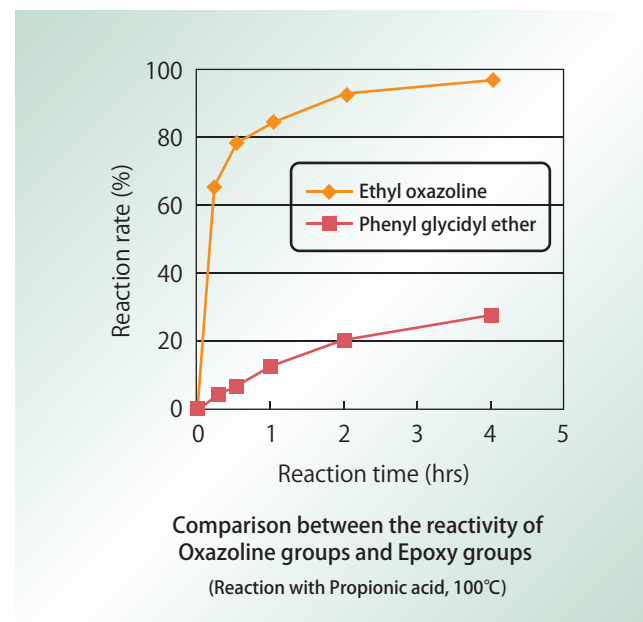 100
80
60
40
20
0
Reaction rate (%)
Ethyl oxazoline
Phenyl glycidyl ether
0 1 2 3 4 5
Reaction time (hrs)
Comparison between the reactivity of
Oxazoline groups and Epoxy groups
(Reaction with Propionic acid, 100℃)